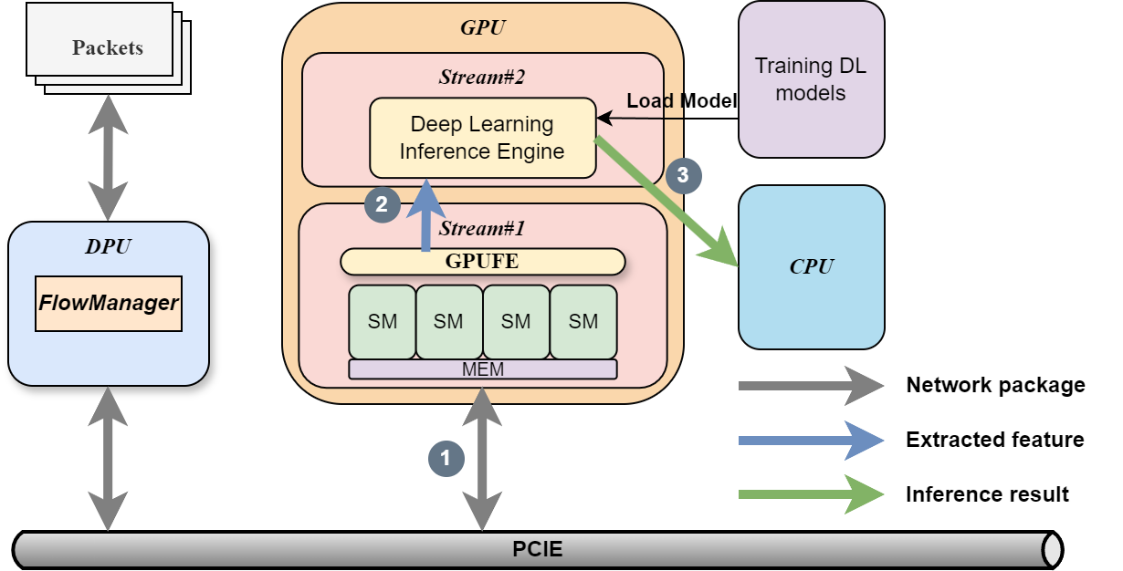 Packets
GPU
Stream#2
Deep Learning
Inference Engine
Load Model
Training DL
models
3
2
Stream#1
GPUFE
SM SM SM SM
MEM
DPU
FlowManager
CPU
1
Network package
Extracted feature
Inference result
PCIE